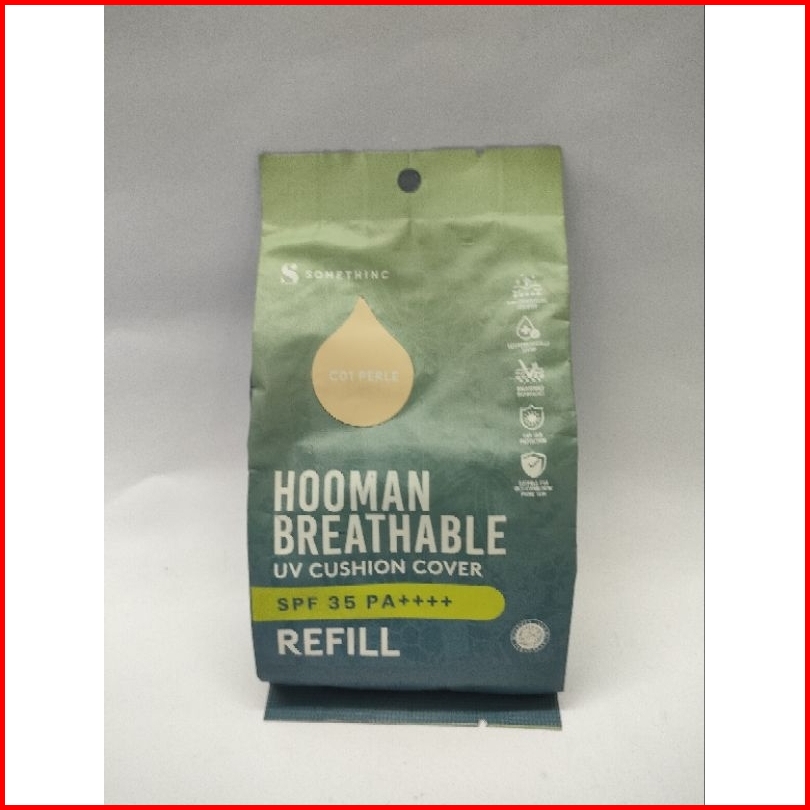 SOMETHINC
C01 PERLE
HOOMAN
BREATHABLE
UV CUSHION COVER
SPF 35 PA++++
REFILL